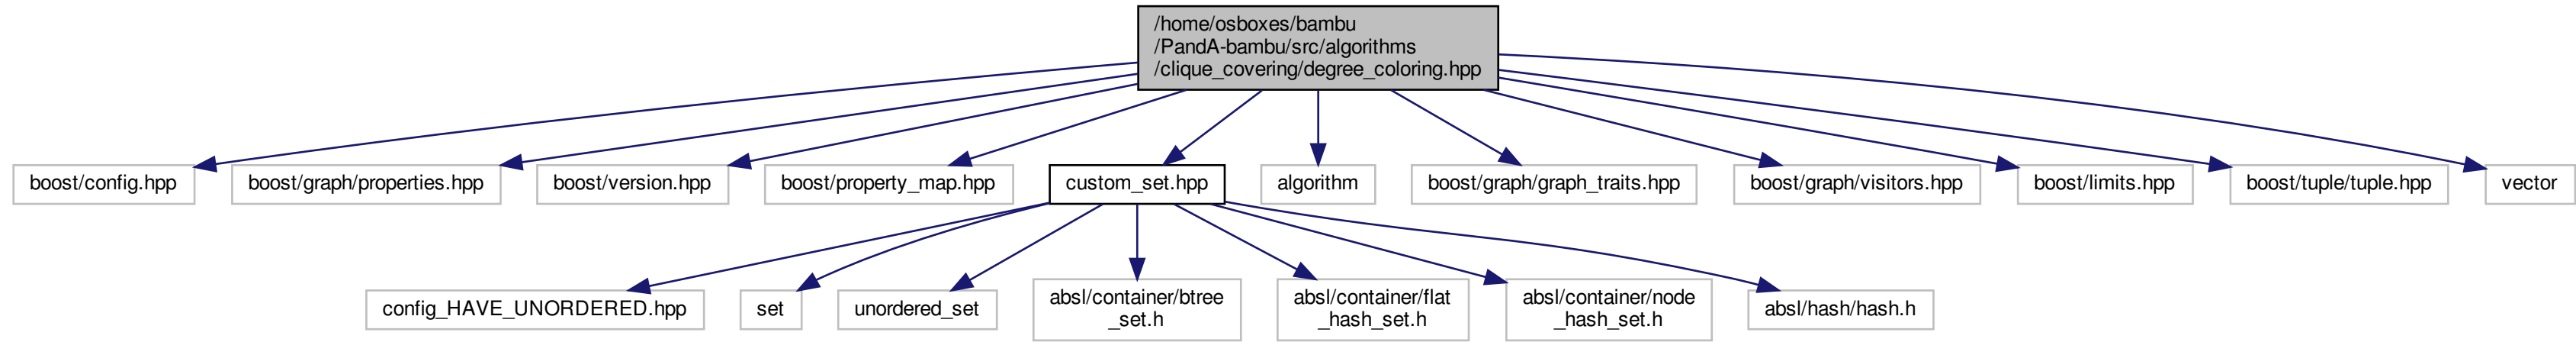 /home/osboxes/bambu
/PandA-bambu/src/algorithms
/clique_covering/degree_coloring.hpp
boost/config.hpp
boost/graph/properties.hpp
boost/version.hpp
boost/property_map.hpp
custom_set.hpp
algorithm
boost/graph/graph_traits.hpp
boost/graph/visitors.hpp
boost/limits.hpp
boost/tuple/tuple.hpp
vector
config_HAVE_UNORDERED.hpp
set
unordered_set
absl/container/btree
_set.h
absl/container/flat
_hash_set.h
absl/container/node
_hash_set.h
absl/hash/hash.h